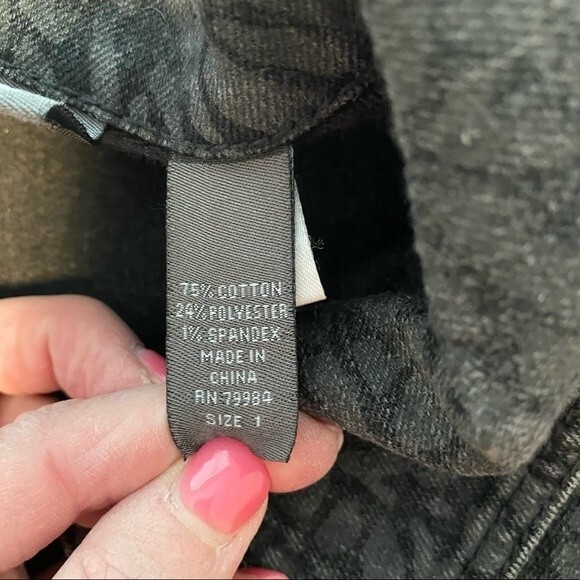 75% COTTON
24% POLYESTER
1% SPANDEX
MADE IN
CHINA
RN-79984
SIZE 1